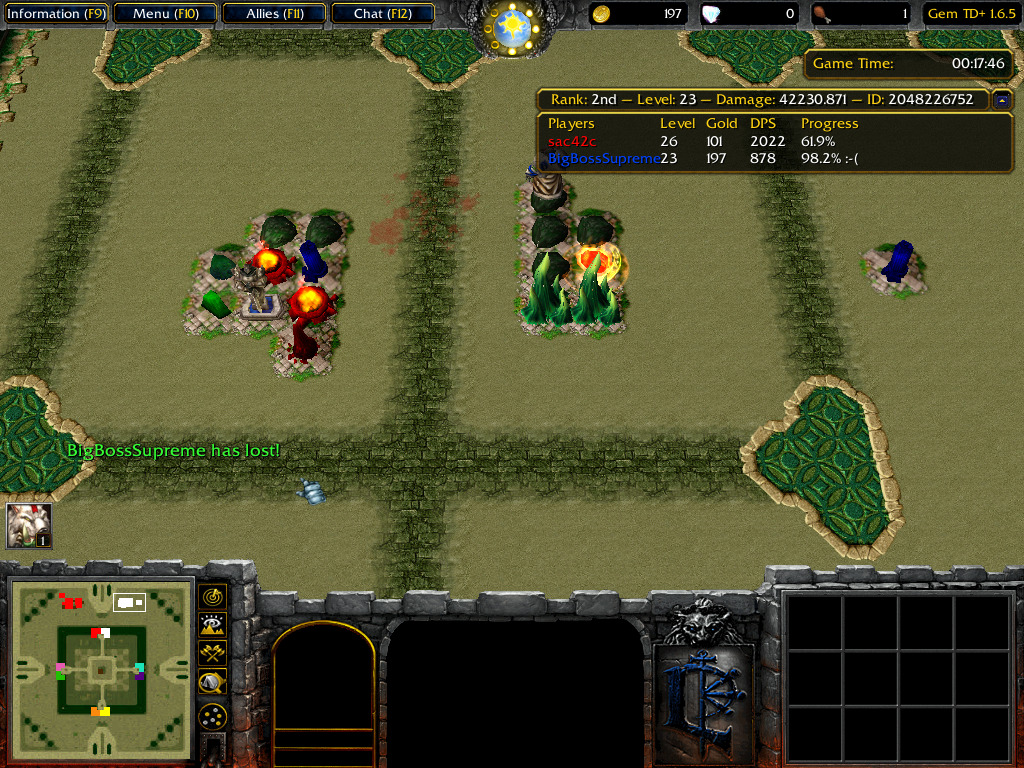 Information (F9) Menu (F10) Allies (F11) Chat (F12) 197 0 1 Gem TD+ 1.6.5
Game Time: 00:17:46
Rank: 2nd — Level: 23 — Damage: 42230.871 — ID: 2048226752
Players Level Gold DPS Progress
sac42c 26 101 2022 61.9%
BigBossSupreme 23 197 878 98.2% :-(
BigBossSupreme has lost!
1